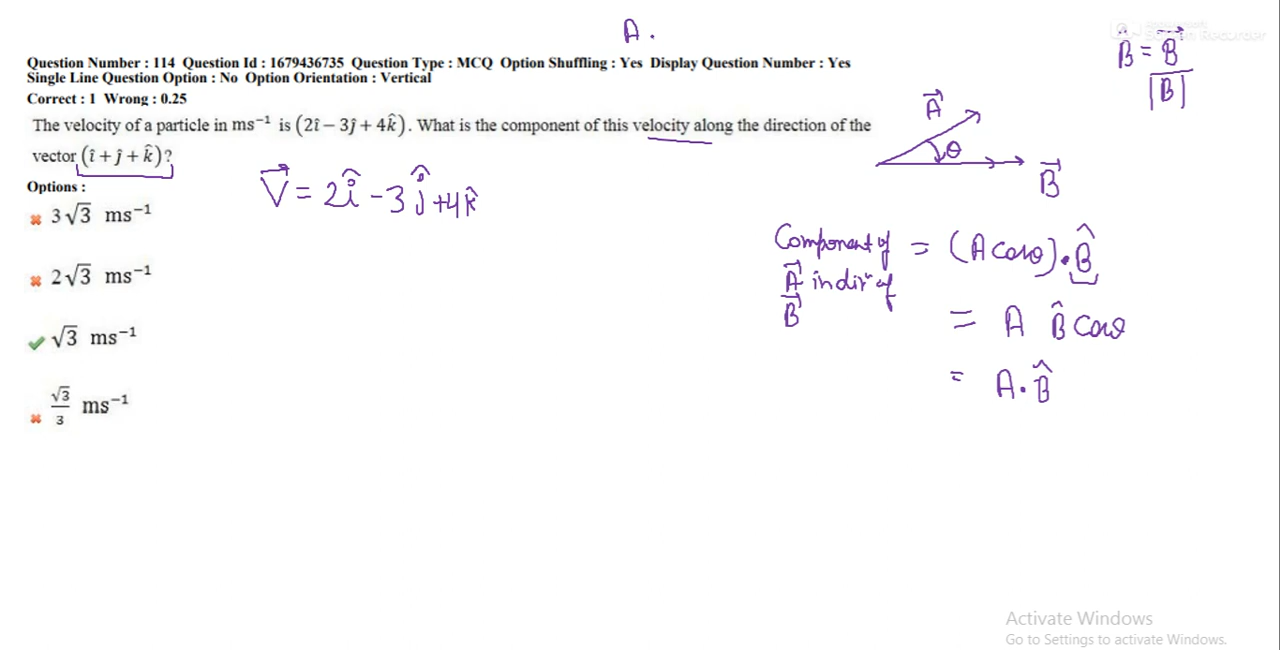 A.
Question Number : 114 Question Id : 1679436735 Question Type : MCQ Option Shuffling : Yes Display Question Number : Yes
Single Line Question Option : No Option Orientation : Vertical
Correct : 1 Wrong : 0.25
The velocity of a particle in ms⁻¹ is (2î − 3ĵ + 4k̂). What is the component of this velocity along the direction of the
vector (î + ĵ + k̂)?
Options :
3√3 ms⁻¹
2√3 ms⁻¹
√3 ms⁻¹
√3/3 ms⁻¹
V⃗ = 2î - 3ĵ + 4k̂
B̂ = B⃗/|B|
A⃗
θ
B⃗
Component of A⃗ in dirⁿ of B⃗ = (A cosθ).B̂
= A B̂ cosθ
= A.B̂
Screen Recorder
Activate Windows
Go to Settings to activate Windows.